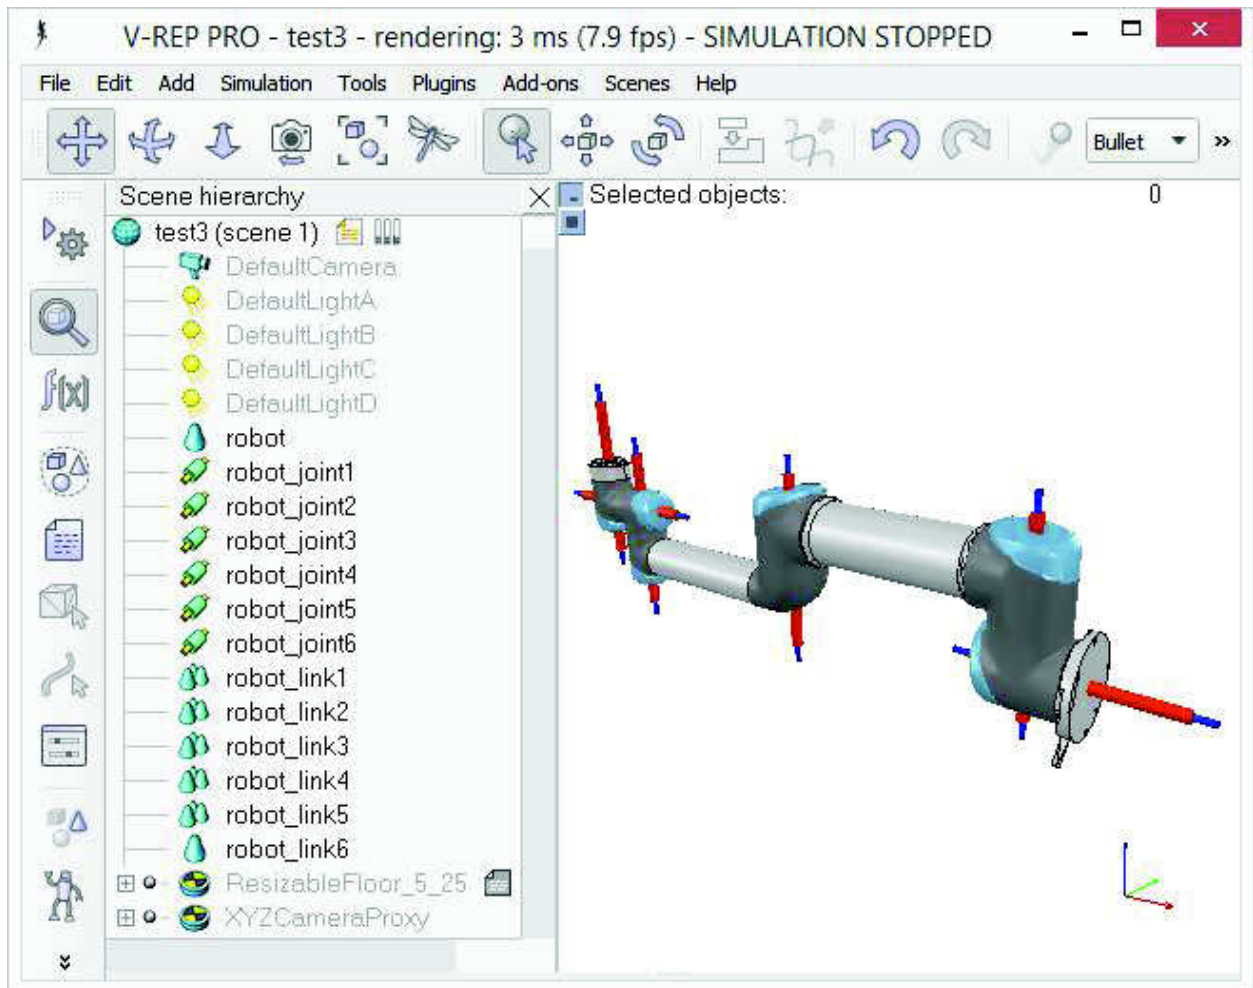 V-REP PRO - test3 - rendering: 3 ms (7.9 fps) - SIMULATION STOPPED
File Edit Add Simulation Tools Plugins Add-ons Scenes Help
Bullet
Scene hierarchy
Selected objects: 0
f(x)
test3 (scene 1)
DefaultCamera
DefaultLightA
DefaultLightB
DefaultLightC
DefaultLightD
robot
robot_joint1
robot_joint2
robot_joint3
robot_joint4
robot_joint5
robot_joint6
robot_link1
robot_link2
robot_link3
robot_link4
robot_link5
robot_link6
ResizableFloor_5_25
XYZCameraProxy